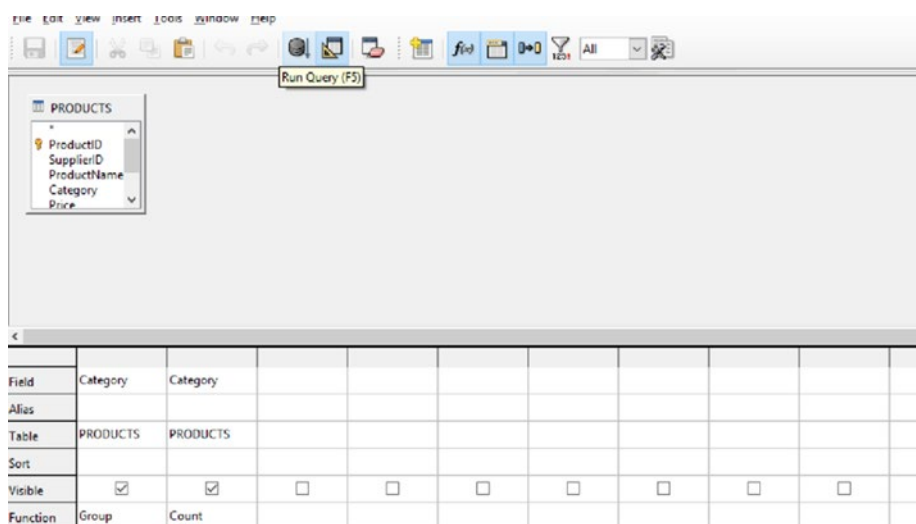 File Edit View Insert Tools Window Help
f(x) All
Run Query (F5)
PRODUCTS
*
ProductID
SupplierID
ProductName
Category
Price
Field Category Category
Alias
Table PRODUCTS PRODUCTS
Sort
Visible
Function Group Count